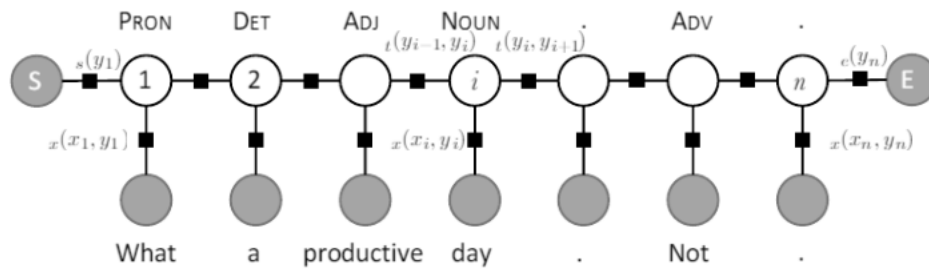 PRON DET ADJ NOUN . ADV .
s(y₁) t(yᵢ₋₁, yᵢ) t(yᵢ, yᵢ₊₁) e(yₙ)
S 1 2 i n E
x(x₁, y₁) x(xᵢ, yᵢ) x(xₙ, yₙ)
What a productive day . Not .